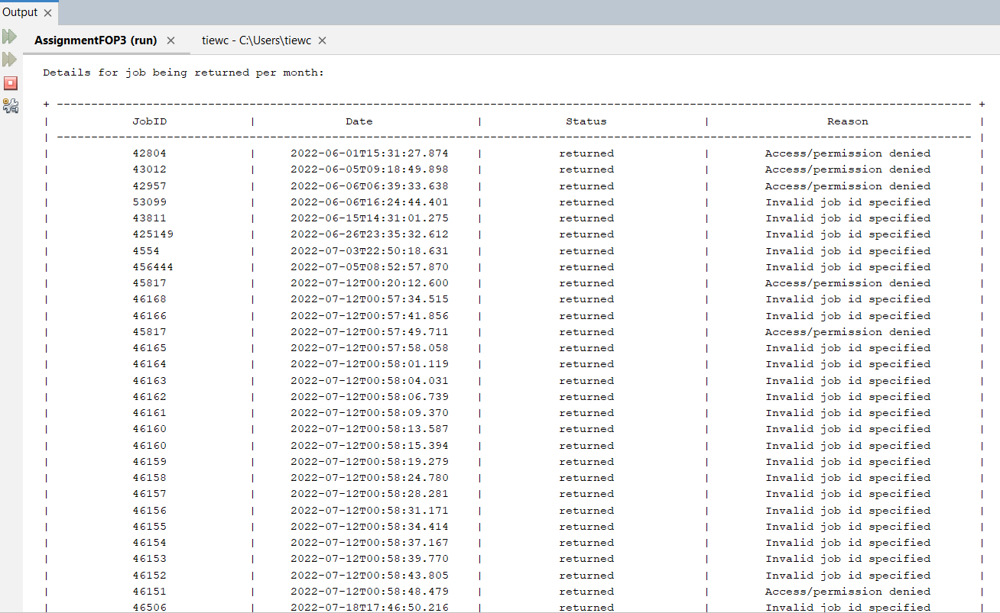 Output
AssignmentFOP3 (run) tiewc - C:\Users\tiewc
Details for job being returned per month:
+ ------------------------------------------------------------------------------------------------------------------------------------- +
| JobID | Date | Status | Reason |
| ------------------------------------------------------------------------------------------------------------------------------------- |
| 42804 | 2022-06-01T15:31:27.874 | returned | Access/permission denied |
| 43012 | 2022-06-05T09:18:49.898 | returned | Access/permission denied |
| 42957 | 2022-06-06T06:39:33.638 | returned | Access/permission denied |
| 53099 | 2022-06-06T16:24:44.401 | returned | Invalid job id specified |
| 43811 | 2022-06-15T14:31:01.275 | returned | Invalid job id specified |
| 425149 | 2022-06-26T23:35:32.612 | returned | Invalid job id specified |
| 4554 | 2022-07-03T22:50:18.631 | returned | Invalid job id specified |
| 456444 | 2022-07-05T08:52:57.870 | returned | Invalid job id specified |
| 45817 | 2022-07-12T00:20:12.600 | returned | Access/permission denied |
| 46168 | 2022-07-12T00:57:34.515 | returned | Invalid job id specified |
| 46166 | 2022-07-12T00:57:41.856 | returned | Invalid job id specified |
| 45817 | 2022-07-12T00:57:49.711 | returned | Access/permission denied |
| 46165 | 2022-07-12T00:57:58.058 | returned | Invalid job id specified |
| 46164 | 2022-07-12T00:58:01.119 | returned | Invalid job id specified |
| 46163 | 2022-07-12T00:58:04.031 | returned | Invalid job id specified |
| 46162 | 2022-07-12T00:58:06.739 | returned | Invalid job id specified |
| 46161 | 2022-07-12T00:58:09.370 | returned | Invalid job id specified |
| 46160 | 2022-07-12T00:58:13.587 | returned | Invalid job id specified |
| 46160 | 2022-07-12T00:58:15.394 | returned | Invalid job id specified |
| 46159 | 2022-07-12T00:58:19.279 | returned | Invalid job id specified |
| 46158 | 2022-07-12T00:58:24.780 | returned | Invalid job id specified |
| 46157 | 2022-07-12T00:58:28.281 | returned | Invalid job id specified |
| 46156 | 2022-07-12T00:58:31.171 | returned | Invalid job id specified |
| 46155 | 2022-07-12T00:58:34.414 | returned | Invalid job id specified |
| 46154 | 2022-07-12T00:58:37.167 | returned | Invalid job id specified |
| 46153 | 2022-07-12T00:58:39.770 | returned | Invalid job id specified |
| 46152 | 2022-07-12T00:58:43.805 | returned | Invalid job id specified |
| 46151 | 2022-07-12T00:58:48.479 | returned | Access/permission denied |
| 46506 | 2022-07-18T17:46:50.216 | returned | Invalid job id specified |